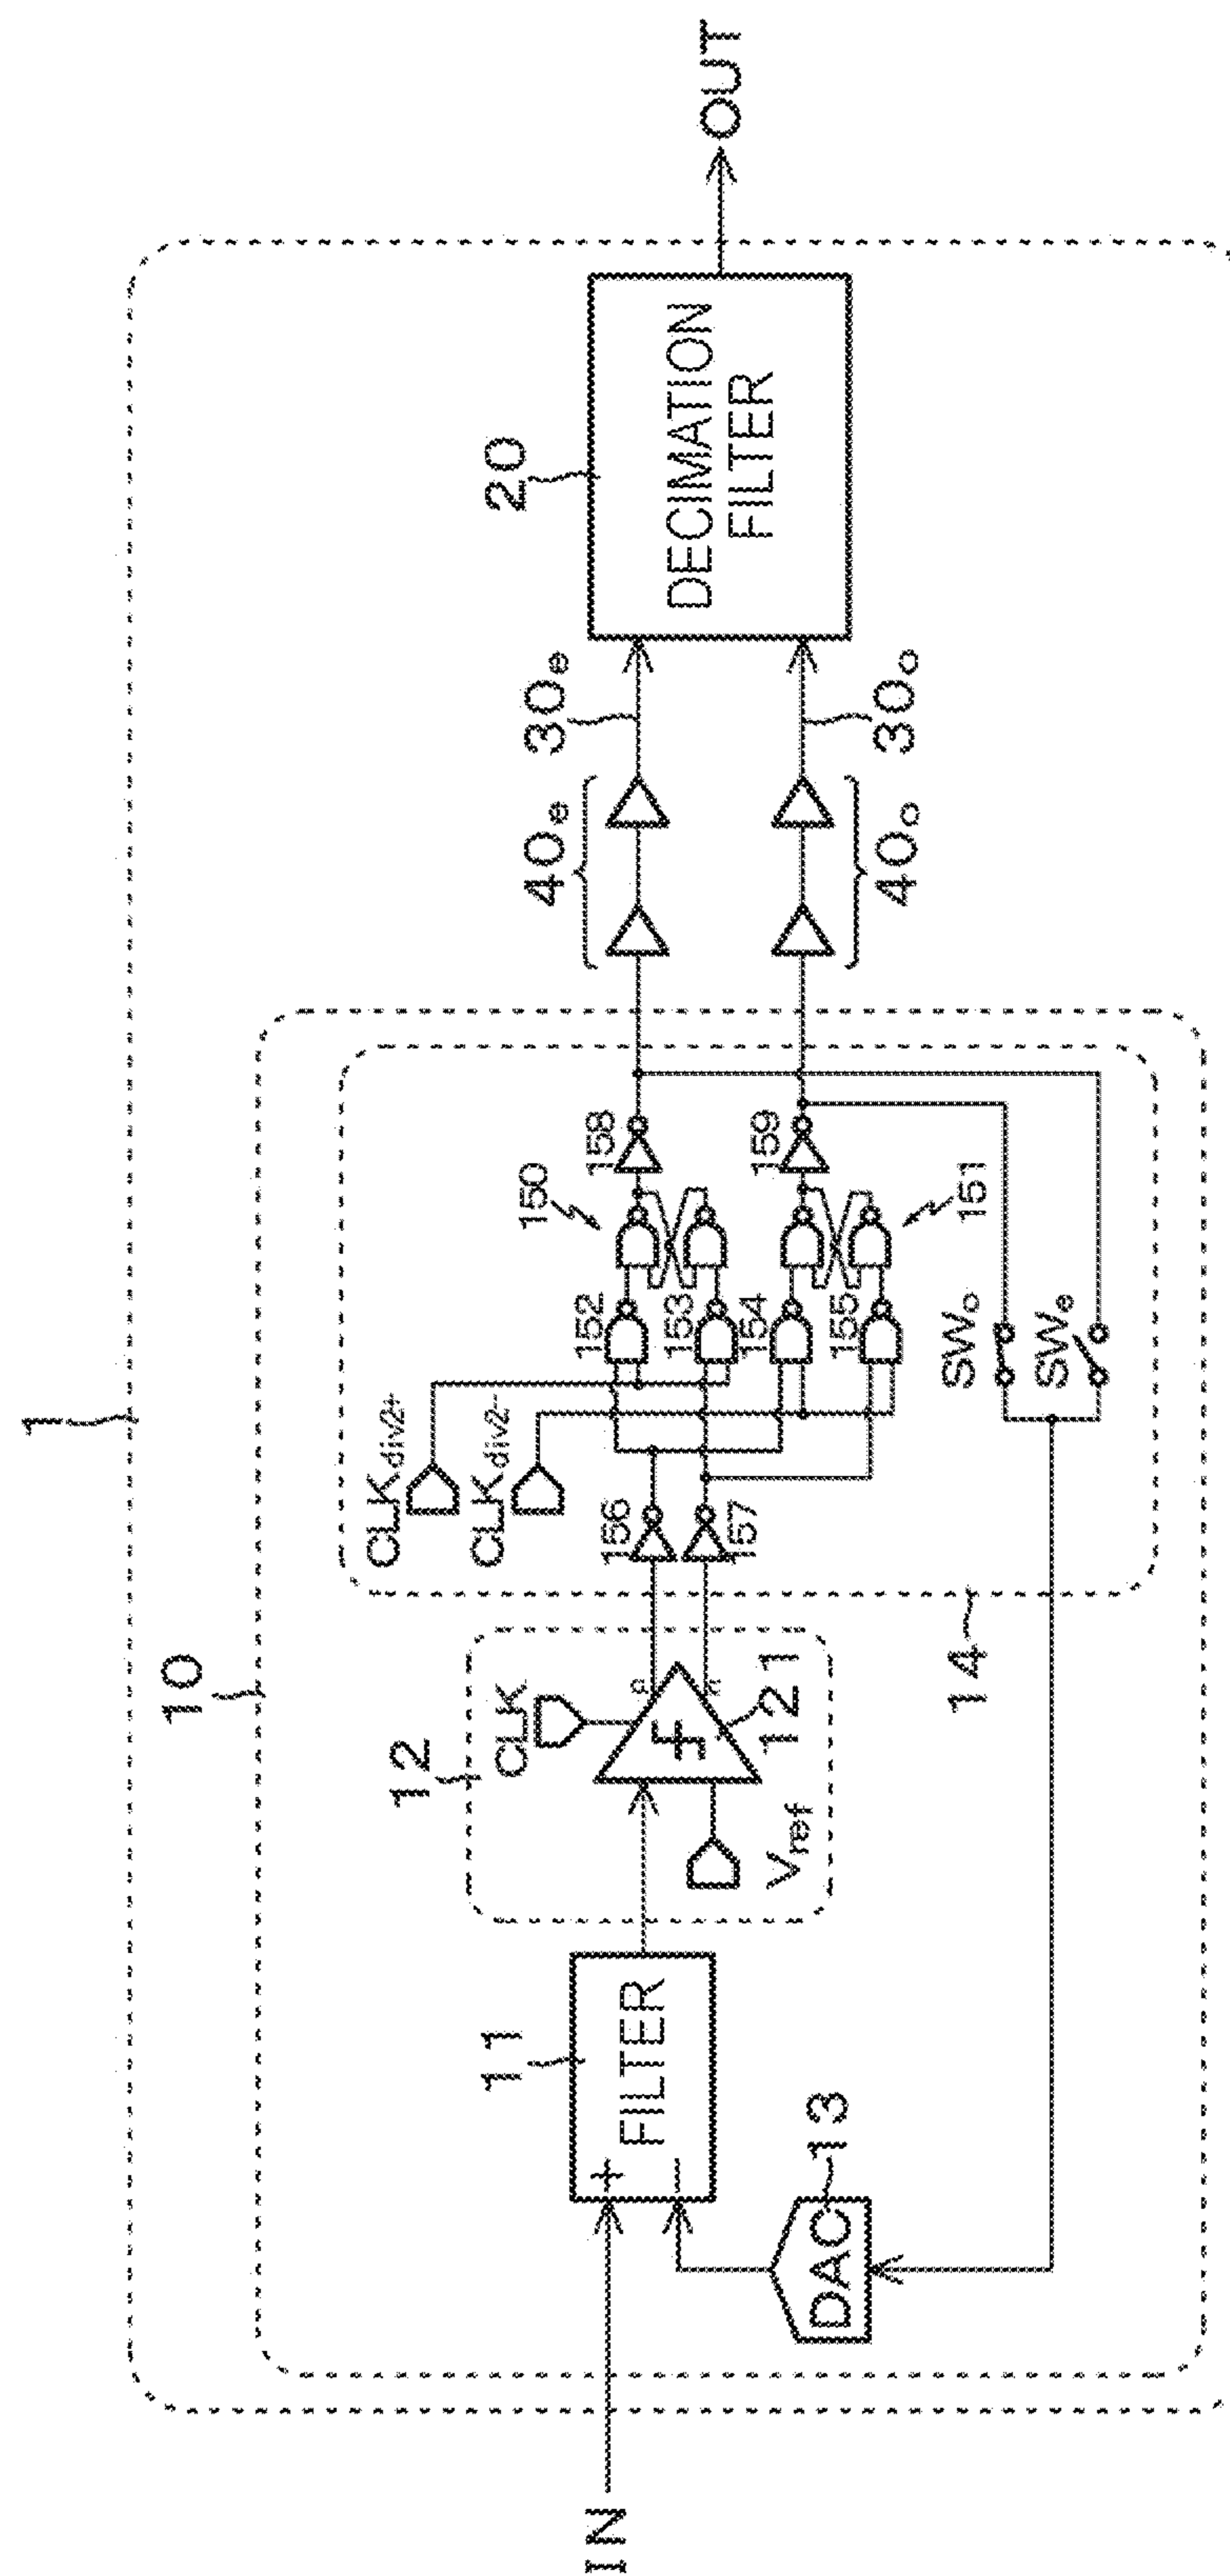 1
10
12
CLK
CLKdiv2+
CLKdiv2−
150
152
158
156
153
157
154
159
155
151
40e
30e
20
DECIMATION
FILTER
OUT
IN
11
+
−
FILTER
Vref
121
DAC
13
14
SWo
SWe
40o
30o